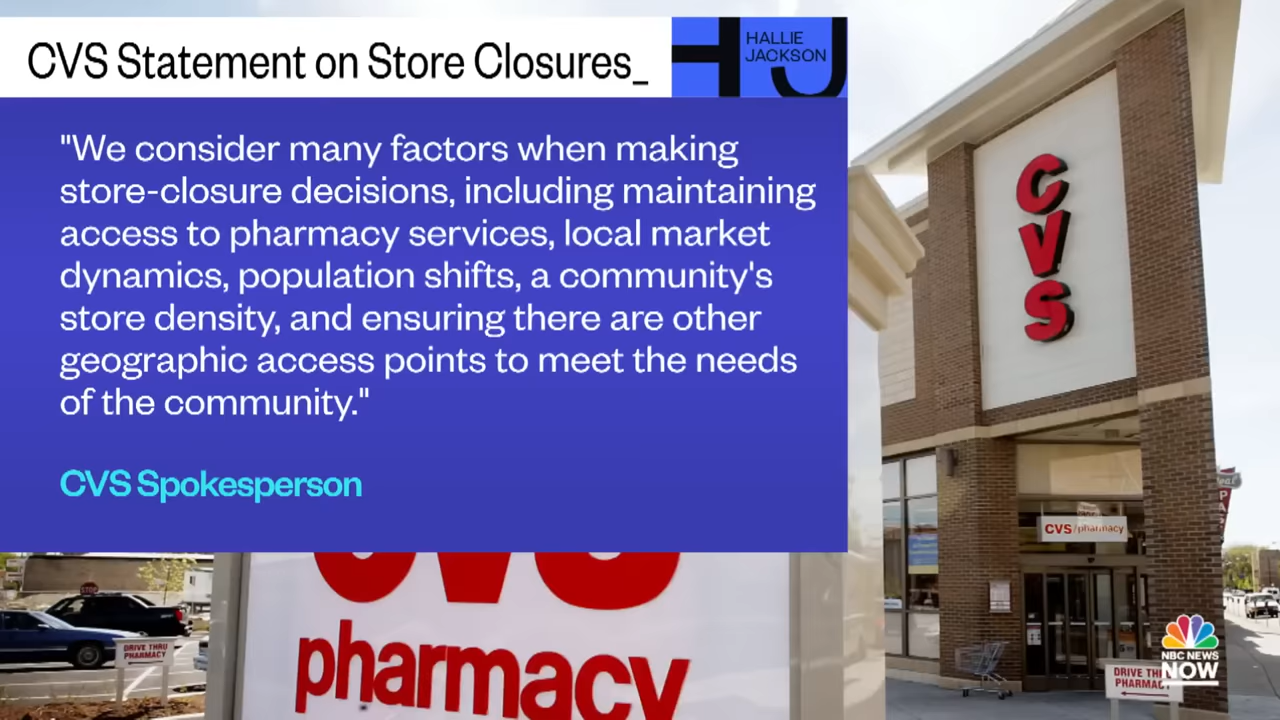 CVS Statement on Store Closures_
HALLIE
JACKSON
"We consider many factors when making
store-closure decisions, including maintaining
access to pharmacy services, local market
dynamics, population shifts, a community's
store density, and ensuring there are other
geographic access points to meet the needs
of the community."
CVS Spokesperson
CVS
CVS/pharmacy
CVS
pharmacy
STOP
DRIVE THRU
PHARMACY
DRIVE THRU
PHARMACY
NBC NEWS
NOW